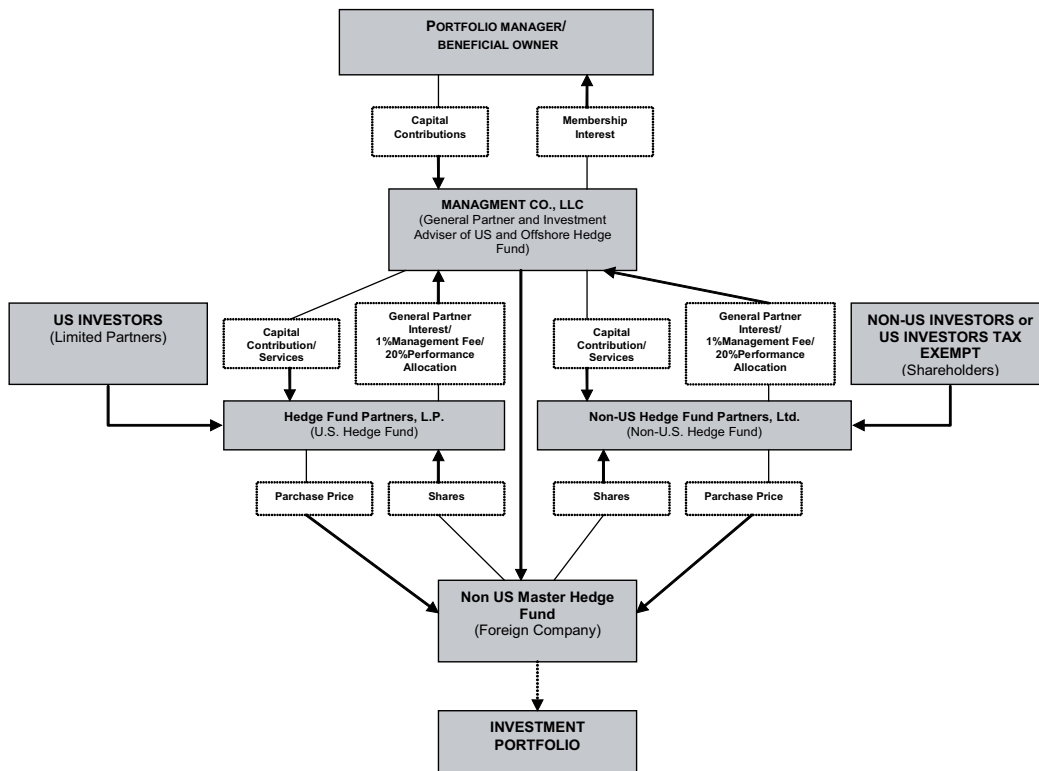 PORTFOLIO MANAGER/
BENEFICIAL OWNER
Capital
Contributions
Membership
Interest
MANAGMENT CO., LLC
(General Partner and Investment
Adviser of US and Offshore Hedge
Fund)
US INVESTORS
(Limited Partners)
Capital
Contribution/
Services
General Partner
Interest/
1%Management Fee/
20%Performance
Allocation
Capital
Contribution/
Services
General Partner
Interest/
1%Management Fee/
20%Performance
Allocation
NON-US INVESTORS or
US INVESTORS TAX
EXEMPT
(Shareholders)
Hedge Fund Partners, L.P.
(U.S. Hedge Fund)
Non-US Hedge Fund Partners, Ltd.
(Non-U.S. Hedge Fund)
Parchase Price
Shares
Shares
Parchase Price
Non US Master Hedge
Fund
(Foreign Company)
INVESTMENT
PORTFOLIO